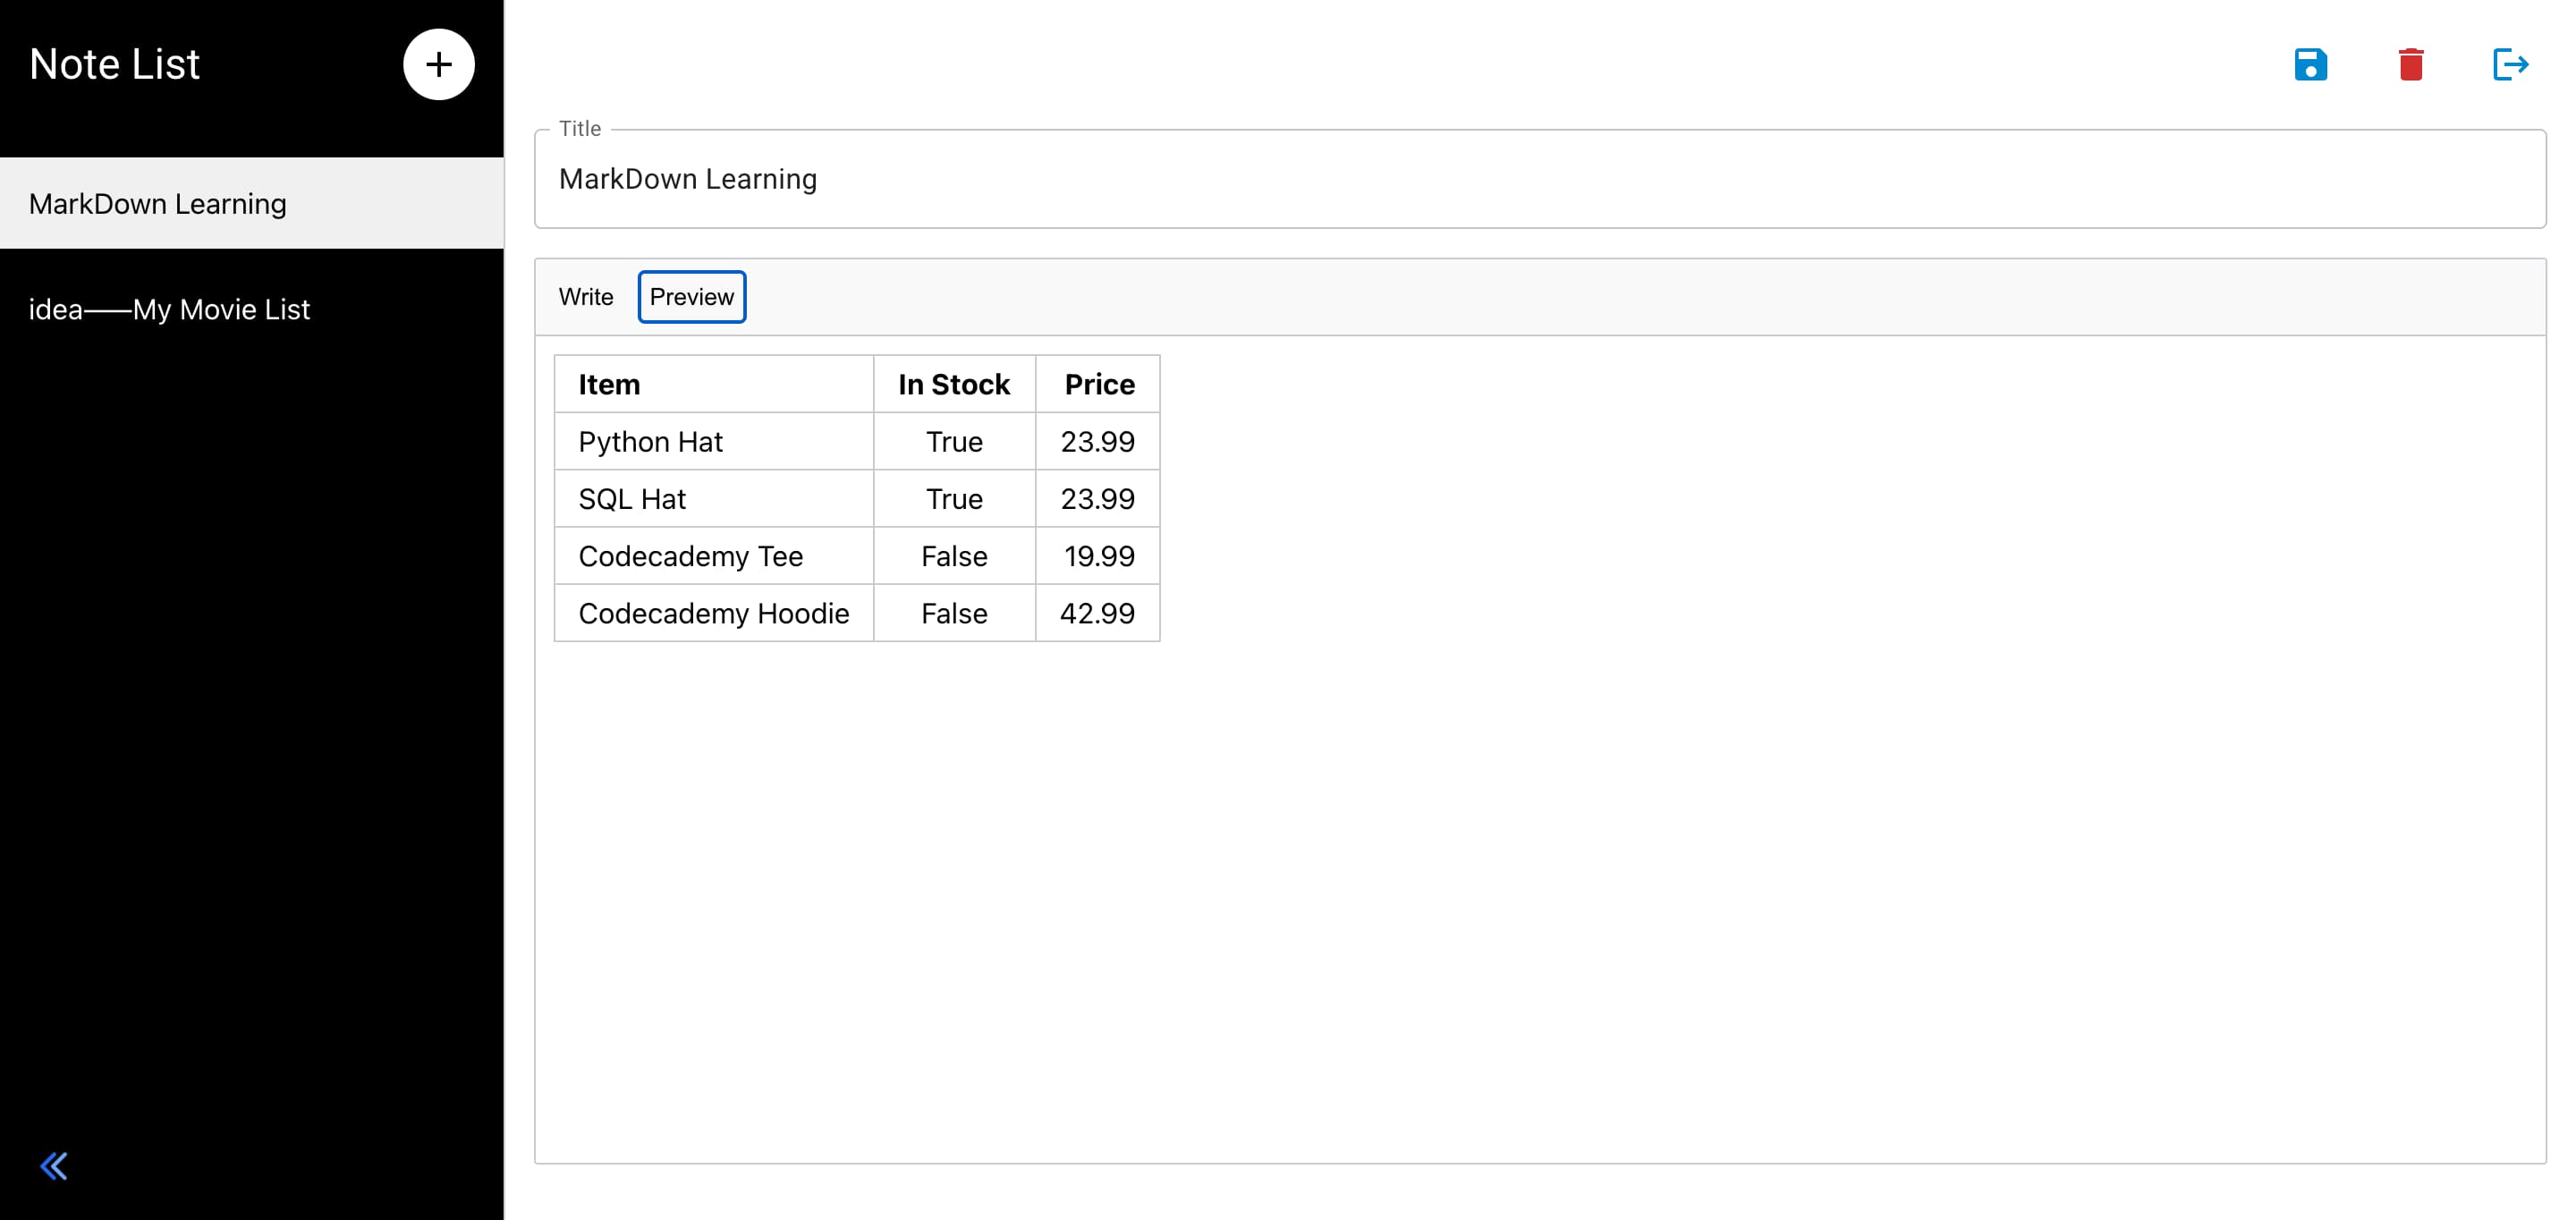 Note List
MarkDown Learning
idea——My Movie List
Title
MarkDown Learning
Write Preview
Item In Stock Price
Python Hat True 23.99
SQL Hat True 23.99
Codecademy Tee False 19.99
Codecademy Hoodie False 42.99